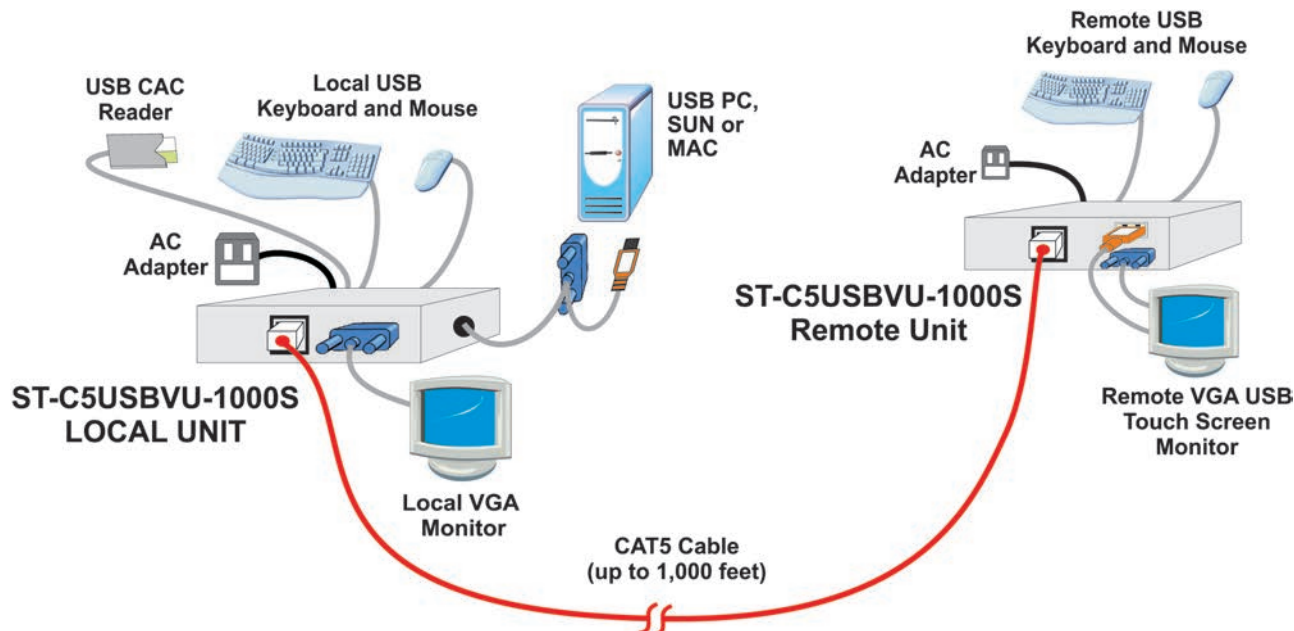 Remote USB
Keyboard and Mouse
USB CAC
Reader
Local USB
Keyboard and Mouse
USB PC,
SUN or
MAC
AC
Adapter
AC
Adapter
ST-C5USBVU-1000S
Remote Unit
ST-C5USBVU-1000S
LOCAL UNIT
Remote VGA USB
Touch Screen
Monitor
Local VGA
Monitor
CAT5 Cable
(up to 1,000 feet)